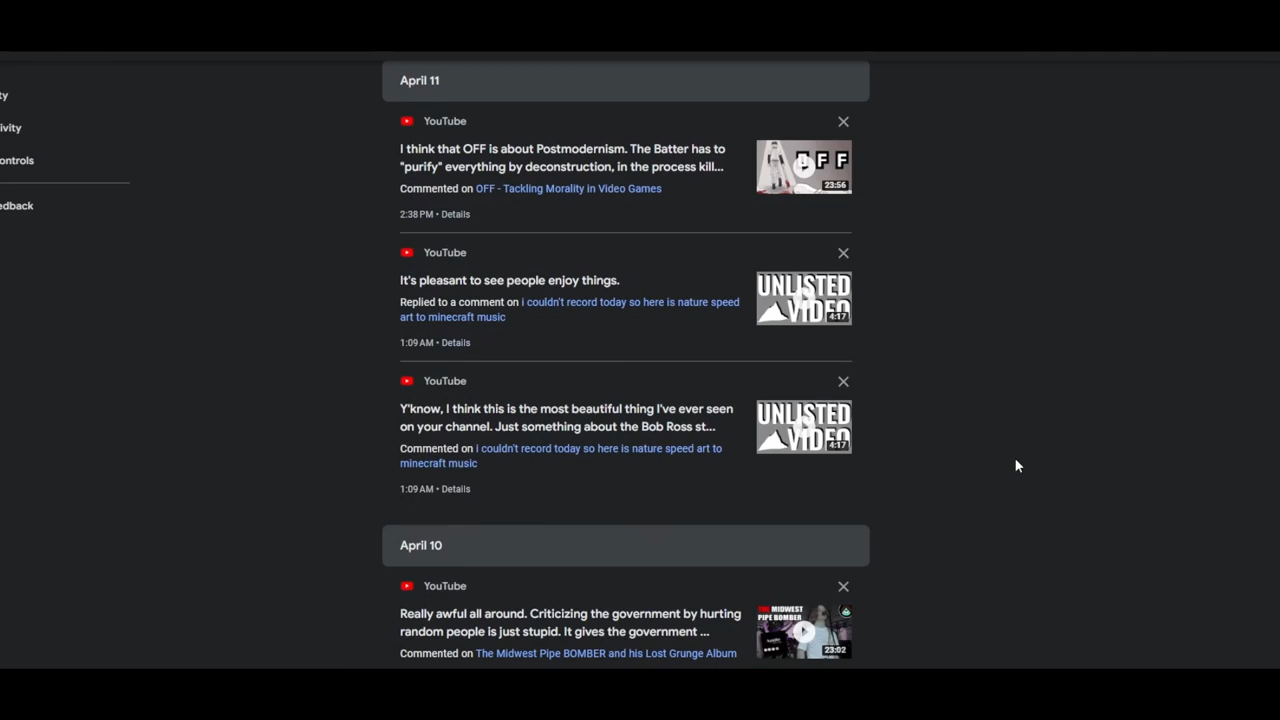 ty
ivity
ontrols
edback
April 11
YouTube
I think that OFF is about Postmodernism. The Batter has to
"purify" everything by deconstruction, in the process kill...
Commented on OFF - Tackling Morality in Video Games
2:38 PM • Details
OFF
23:56
YouTube
It's pleasant to see people enjoy things.
Replied to a comment on i couldn't record today so here is nature speed
art to minecraft music
1:09 AM • Details
UNLISTED
VIDEO
4:17
YouTube
Y'know, I think this is the most beautiful thing I've ever seen
on your channel. Just something about the Bob Ross st...
Commented on i couldn't record today so here is nature speed art to
minecraft music
1:09 AM • Details
UNLISTED
VIDEO
4:17
April 10
YouTube
Really awful all around. Criticizing the government by hurting
random people is just stupid. It gives the government ...
Commented on The Midwest Pipe BOMBER and his Lost Grunge Album
THE MIDWEST
PIPE BOMBER
23:02